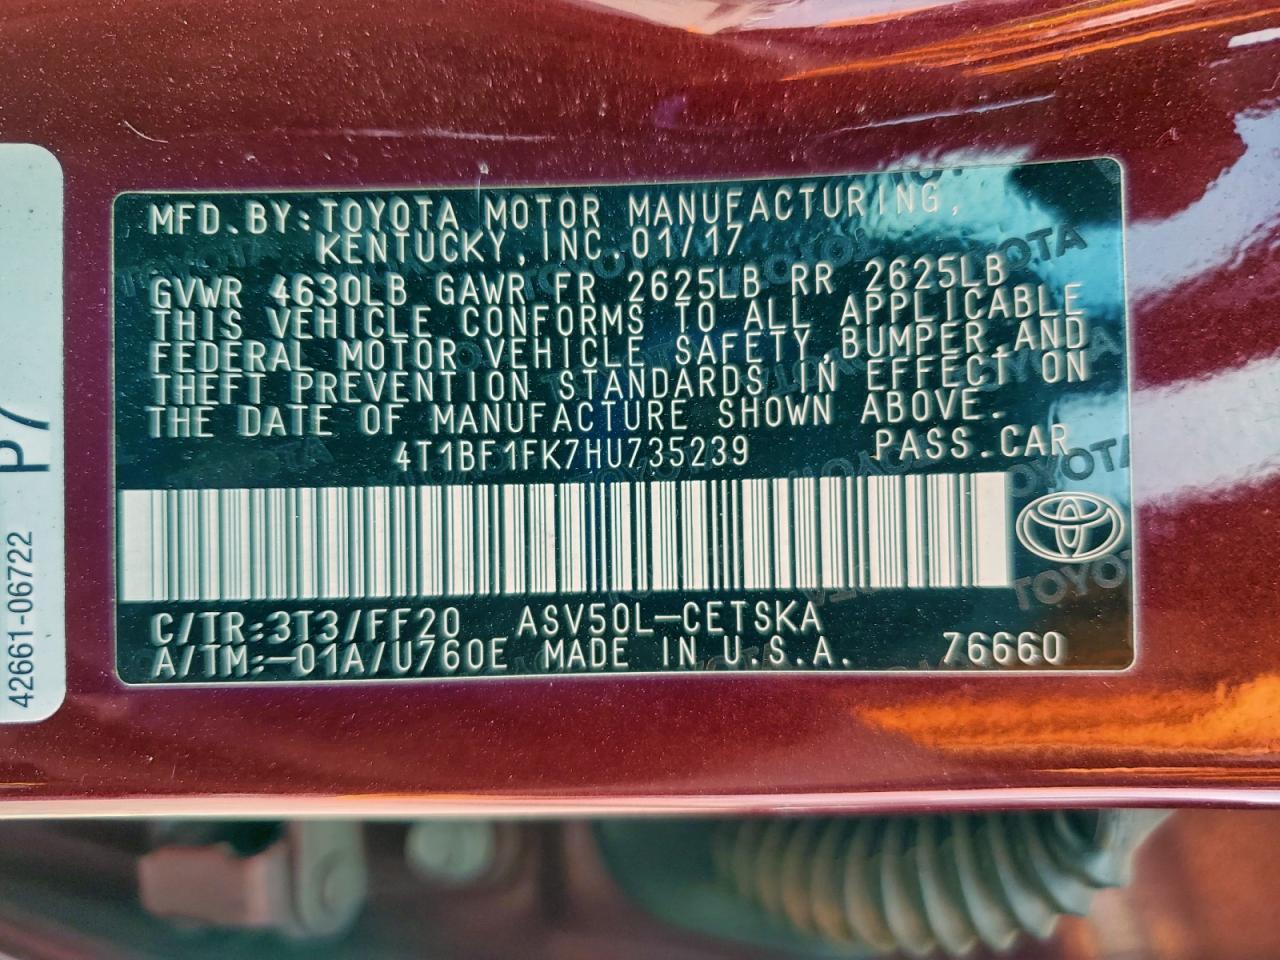 MFD.BY:TOYOTA MOTOR MANUFACTURING,
KENTUCKY,INC.01/17
GVWR 4630LB GAWR FR 2625LB RR 2625LB
THIS VEHICLE CONFORMS TO ALL APPLICABLE
FEDERAL MOTOR VEHICLE SAFETY,BUMPER,AND
THEFT PREVENTION STANDARDS IN EFFECT ON
THE DATE OF MANUFACTURE SHOWN ABOVE.
4T1BF1FK7HU735239 PASS.CAR
C/TR:3T3/FF20 ASV50L-CETSKA
A/TM:-01A/U760E MADE IN U.S.A. 76660
TOYOTA
P7
42661-06722